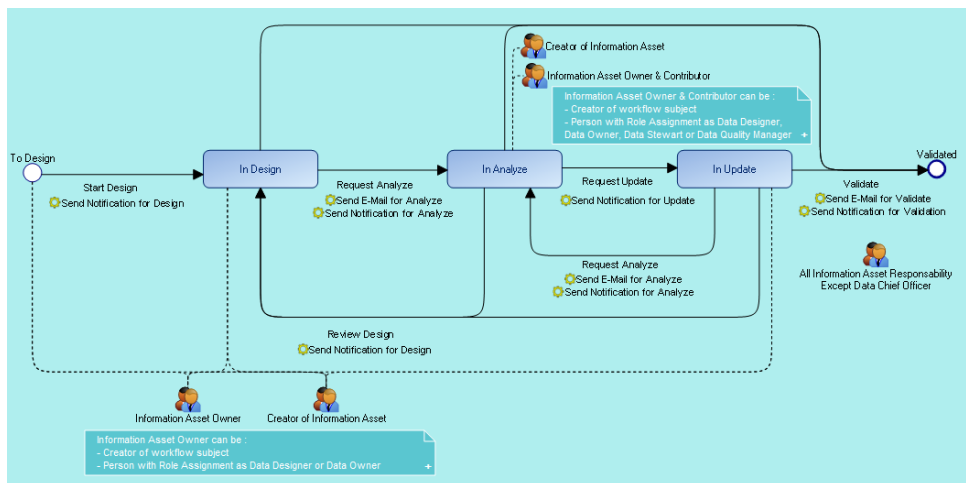 Creator of Information Asset
Information Asset Owner & Contributor
Information Asset Owner & Contributor can be :
- Creator of workflow subject
- Person with Role Assignment as Data Designer,
Data Owner, Data Stewart or Data Quality Manager
+
To Design
In Design
In Analyze
In Update
Validated
Start Design
Send Notification for Design
Request Analyze
Send E-Mail for Analyze
Send Notification for Analyze
Request Update
Send Notification for Update
Validate
Send E-Mail for Validate
Send Notification for Validation
Request Analyze
Send E-Mail for Analyze
Send Notification for Analyze
All Information Asset Responsability
Except Data Chief Officer
Review Design
Send Notification for Design
Information Asset Owner
Creator of Information Asset
Information Asset Owner can be :
- Creator of workflow subject
- Person with Role Assignment as Data Designer or Data Owner
+